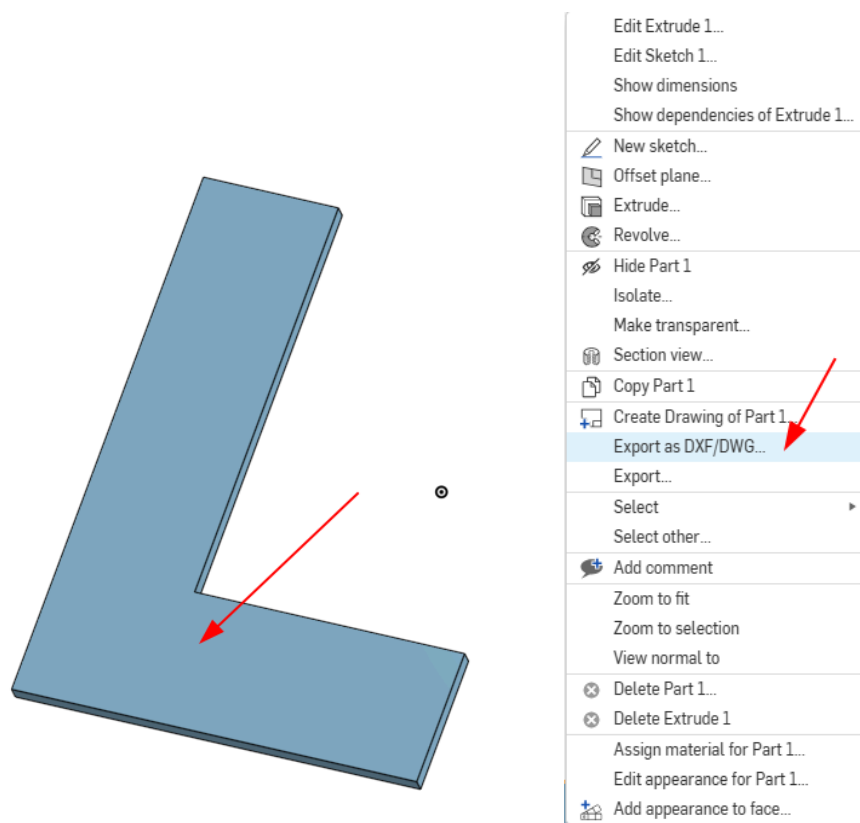 Edit Extrude 1...
Edit Sketch 1...
Show dimensions
Show dependencies of Extrude 1...
New sketch...
Offset plane...
Extrude...
Revolve...
Hide Part 1
Isolate...
Make transparent...
Section view...
Copy Part 1
Create Drawing of Part 1...
Export as DXF/DWG...
Export...
Select
Select other...
Add comment
Zoom to fit
Zoom to selection
View normal to
Delete Part 1...
Delete Extrude 1
Assign material for Part 1...
Edit appearance for Part 1...
Add appearance to face...